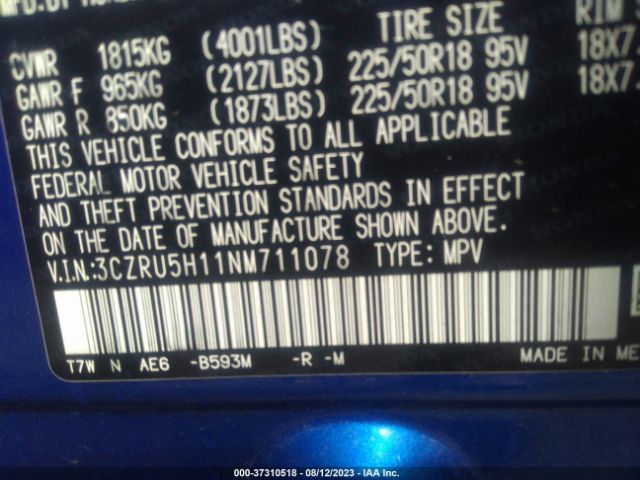 MFD.BY
GVWR 1815KG (4001LBS) TIRE SIZE RIM
GAWR F 965KG (2127LBS) 225/50R18 95V 18X7.
GAWR R 850KG (1873LBS) 225/50R18 95V 18X7.
THIS VEHICLE CONFORMS TO ALL APPLICABLE
FEDERAL MOTOR VEHICLE SAFETY
AND THEFT PREVENTION STANDARDS IN EFFECT
ON THE DATE OF MANUFACTURE SHOWN ABOVE.
V.I.N:3CZRU5H11NM711078 TYPE: MPV
T7W N AE6 -B593M -R -M
MADE IN ME
000-37310518 - 08/12/2023 - IAA Inc.